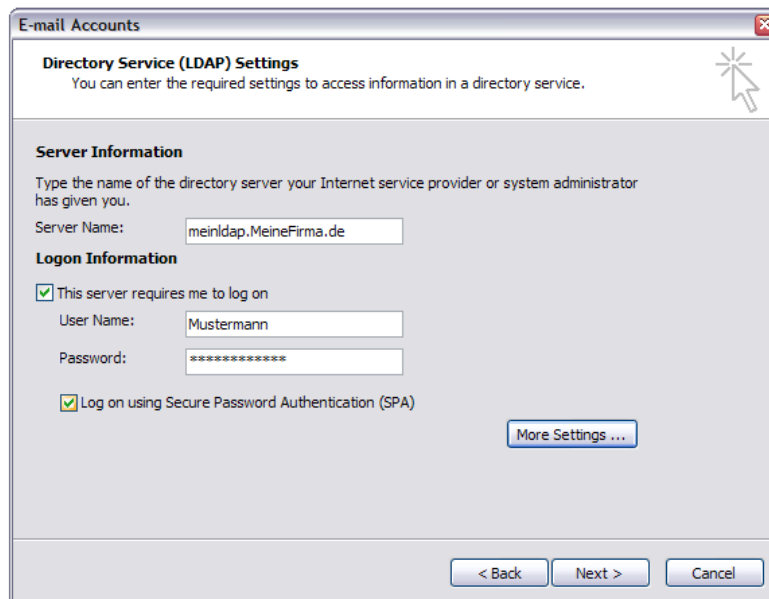 E-mail Accounts
Directory Service (LDAP) Settings
You can enter the required settings to access information in a directory service.
Server Information
Type the name of the directory server your Internet service provider or system administrator
has given you.
Server Name: meinldap.MeineFirma.de
Logon Information
This server requires me to log on
User Name: Mustermann
Password: ************
Log on using Secure Password Authentication (SPA)
More Settings ...
< Back Next > Cancel